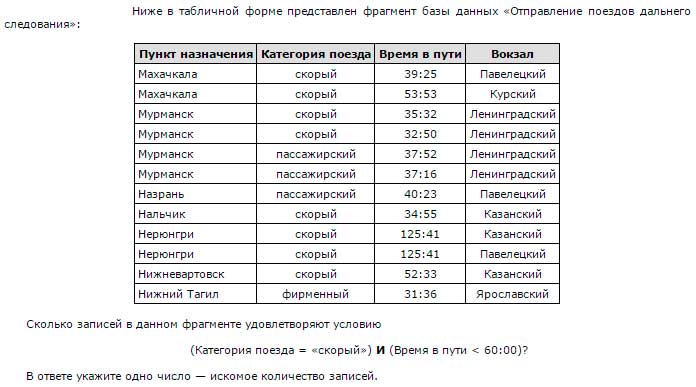 Ниже в табличной форме представлен фрагмент базы данных «Отправление поездов дальнего
следования»:
Пункт назначения Категория поезда Время в пути Вокзал
Махачкала скорый 39:25 Павелецкий
Махачкала скорый 53:53 Курский
Мурманск скорый 35:32 Ленинградский
Мурманск скорый 32:50 Ленинградский
Мурманск пассажирский 37:52 Ленинградский
Мурманск пассажирский 37:16 Ленинградский
Назрань пассажирский 40:23 Павелецкий
Нальчик скорый 34:55 Казанский
Нерюнгри скорый 125:41 Казанский
Нерюнгри скорый 125:41 Павелецкий
Нижневартовск скорый 52:33 Казанский
Нижний Тагил фирменный 31:36 Ярославский
Сколько записей в данном фрагменте удовлетворяют условию
(Категория поезда = «скорый») И (Время в пути < 60:00)?
В ответе укажите одно число — искомое количество записей.